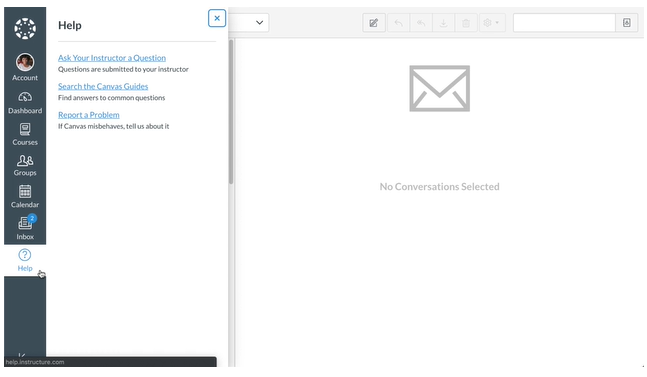 Help
Ask Your Instructor a Question
Questions are submitted to your instructor
Search the Canvas Guides
Find answers to common questions
Report a Problem
If Canvas misbehaves, tell us about it
Account
Dashboard
Courses
Groups
Calendar
2
Inbox
Help
No Conversations Selected
help.instructure.com